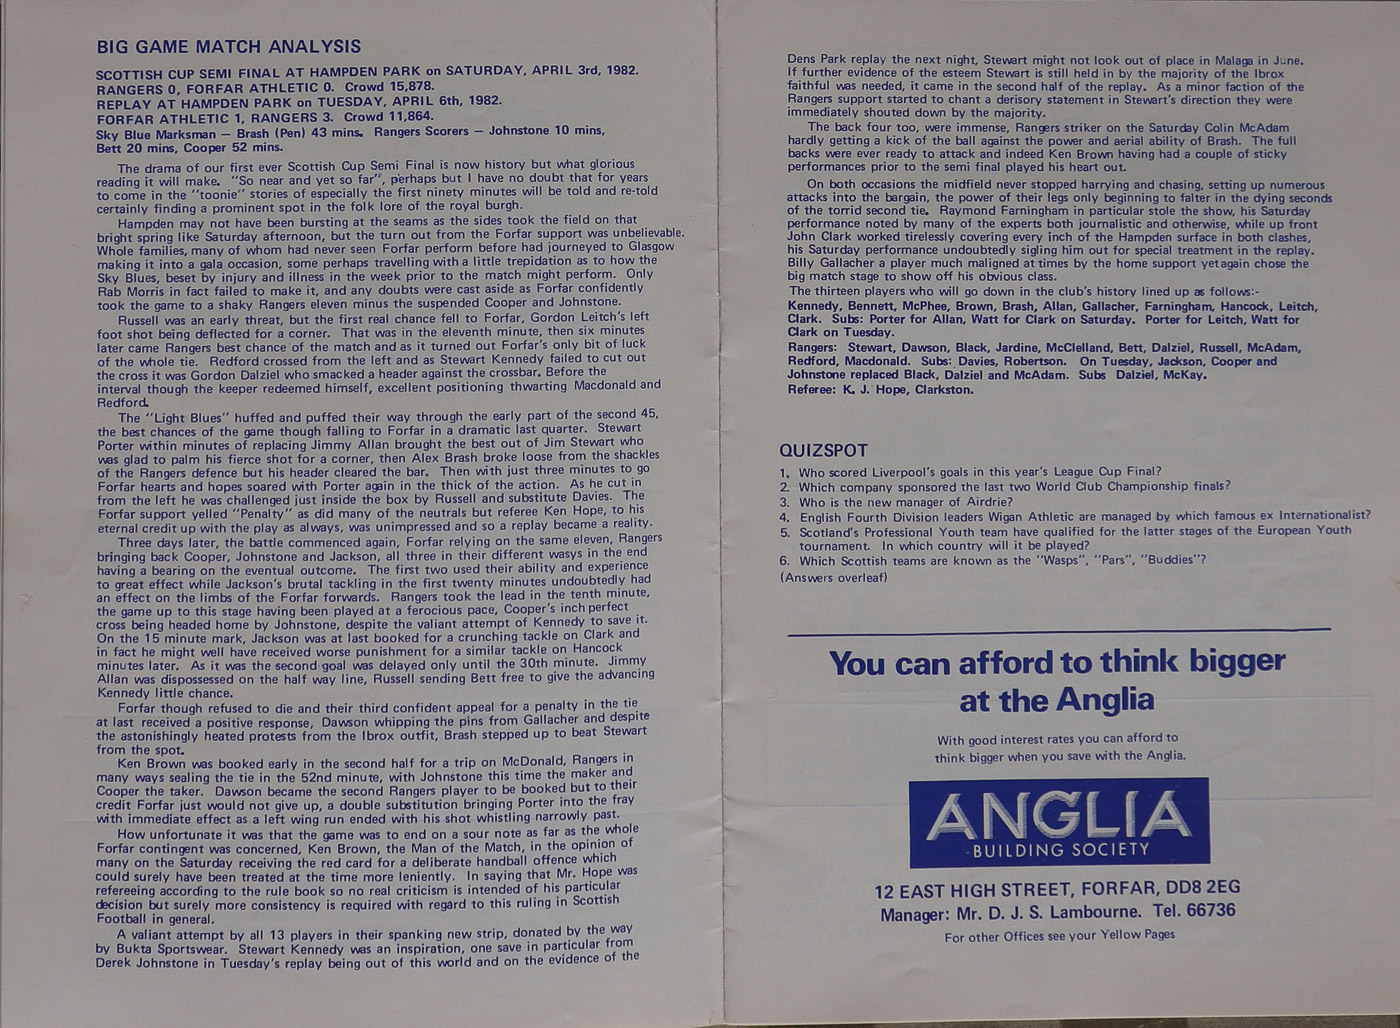 BIG GAME MATCH ANALYSIS
SCOTTISH CUP SEMI FINAL AT HAMPDEN PARK on SATURDAY, APRIL 3rd, 1982.
RANGERS 0, FORFAR ATHLETIC 0. Crowd 15,878.
REPLAY AT HAMPDEN PARK on TUESDAY, APRIL 6th, 1982.
FORFAR ATHLETIC 1, RANGERS 3. Crowd 11,864.
Sky Blue Marksman — Brash (Pen) 43 mins. Rangers Scorers — Johnstone 10 mins,
Bett 20 mins, Cooper 52 mins.
The drama of our first ever Scottish Cup Semi Final is now history but what glorious
reading it will make. "So near and yet so far", perhaps but I have no doubt that for years
to come in the "toonie" stories of especially the first ninety minutes will be told and re-told
certainly finding a prominent spot in the folk lore of the royal burgh.
Hampden may not have been bursting at the seams as the sides took the field on that
bright spring like Saturday afternoon, but the turn out from the Forfar support was unbelievable.
Whole families, many of whom had never seen Forfar perform before had journeyed to Glasgow
making it into a gala occasion, some perhaps travelling with a little trepidation as to how the
Sky Blues, beset by injury and illness in the week prior to the match might perform. Only
Rab Morris in fact failed to make it, and any doubts were cast aside as Forfar confidently
took the game to a shaky Rangers eleven minus the suspended Cooper and Johnstone.
Russell was an early threat, but the first real chance fell to Forfar, Gordon Leitch's left
foot shot being deflected for a corner. That was in the eleventh minute, then six minutes
later came Rangers best chance of the match and as it turned out Forfar's only bit of luck
of the whole tie. Redford crossed from the left and as Stewart Kennedy failed to cut out
the cross it was Gordon Dalziel who smacked a header against the crossbar. Before the
interval though the keeper redeemed himself, excellent positioning thwarting Macdonald and
Redford.
The "Light Blues" huffed and puffed their way through the early part of the second 45,
the best chances of the game though falling to Forfar in a dramatic last quarter. Stewart
Porter within minutes of replacing Jimmy Allan brought the best out of Jim Stewart who
was glad to palm his fierce shot for a corner, then Alex Brash broke loose from the shackles
of the Rangers defence but his header cleared the bar. Then with just three minutes to go
Forfar hearts and hopes soared with Porter again in the thick of the action. As he cut in
from the left he was challenged just inside the box by Russell and substitute Davies. The
Forfar support yelled "Penalty" as did many of the neutrals but referee Ken Hope, to his
eternal credit up with the play as always, was unimpressed and so a replay became a reality.
Three days later, the battle commenced again, Forfar relying on the same eleven, Rangers
bringing back Cooper, Johnstone and Jackson, all three in their different wasys in the end
having a bearing on the eventual outcome. The first two used their ability and experience
to great effect while Jackson's brutal tackling in the first twenty minutes undoubtedly had
an effect on the limbs of the Forfar forwards. Rangers took the lead in the tenth minute,
the game up to this stage having been played at a ferocious pace, Cooper's inch perfect
cross being headed home by Johnstone, despite the valiant attempt of Kennedy to save it.
On the 15 minute mark, Jackson was at last booked for a crunching tackle on Clark and
in fact he might well have received worse punishment for a similar tackle on Hancock
minutes later. As it was the second goal was delayed only until the 30th minute. Jimmy
Allan was dispossessed on the half way line, Russell sending Bett free to give the advancing
Kennedy little chance.
Forfar though refused to die and their third confident appeal for a penalty in the tie
at last received a positive response, Dawson whipping the pins from Gallacher and despite
the astonishingly heated protests from the Ibrox outfit, Brash stepped up to beat Stewart
from the spot.
Ken Brown was booked early in the second half for a trip on McDonald, Rangers in
many ways sealing the tie in the 52nd minute, with Johnstone this time the maker and
Cooper the taker. Dawson became the second Rangers player to be booked but to their
credit Forfar just would not give up, a double substitution bringing Porter into the fray
with immediate effect as a left wing run ended with his shot whistling narrowly past.
How unfortunate it was that the game was to end on a sour note as far as the whole
Forfar contingent was concerned, Ken Brown, the Man of the Match, in the opinion of
many on the Saturday receiving the red card for a deliberate handball offence which
could surely have been treated at the time more leniently. In saying that Mr. Hope was
refereeing according to the rule book so no real criticism is intended of his particular
decision but surely more consistency is required with regard to this ruling in Scottish
Football in general.
A valiant attempt by all 13 players in their spanking new strip, donated by the way
by Bukta Sportswear. Stewart Kennedy was an inspiration, one save in particular from
Derek Johnstone in Tuesday's replay being out of this world and on the evidence of the
Dens Park replay the next night, Stewart might not look out of place in Malaga in June.
If further evidence of the esteem Stewart is still held in by the majority of the Ibrox
faithful was needed, it came in the second half of the replay. As a minor faction of the
Rangers support started to chant a derisory statement in Stewart's direction they were
immediately shouted down by the majority.
The back four too, were immense, Rangers striker on the Saturday Colin McAdam
hardly getting a kick of the ball against the power and aerial ability of Brash. The full
backs were ever ready to attack and indeed Ken Brown having had a couple of sticky
performances prior to the semi final played his heart out.
On both occasions the midfield never stopped harrying and chasing, setting up numerous
attacks into the bargain, the power of their legs only beginning to falter in the dying seconds
of the torrid second tie. Raymond Farningham in particular stole the show, his Saturday
performance noted by many of the experts both journalistic and otherwise, while up front
John Clark worked tirelessly covering every inch of the Hampden surface in both clashes,
his Saturday performance undoubtedly sigling him out for special treatment in the replay.
Billy Gallacher a player much maligned at times by the home support yet again chose the
big match stage to show off his obvious class.
The thirteen players who will go down in the club's history lined up as follows:-
Kennedy, Bennett, McPhee, Brown, Brash, Allan, Gallacher, Farningham, Hancock, Leitch,
Clark. Subs: Porter for Allan, Watt for Clark on Saturday. Porter for Leitch, Watt for
Clark on Tuesday.
Rangers: Stewart, Dawson, Black, Jardine, McClelland, Bett, Dalziel, Russell, McAdam,
Redford, Macdonald. Subs: Davies, Robertson. On Tuesday, Jackson, Cooper and
Johnstone replaced Black, Dalziel and McAdam. Subs Dalziel, McKay.
Referee: K. J. Hope, Clarkston.
QUIZSPOT
1. Who scored Liverpool's goals in this year's League Cup Final?
2. Which company sponsored the last two World Club Championship finals?
3. Who is the new manager of Airdrie?
4. English Fourth Division leaders Wigan Athletic are managed by which famous ex Internationalist?
5. Scotland's Professional Youth team have qualified for the latter stages of the European Youth
tournament. In which country will it be played?
6. Which Scottish teams are known as the "Wasps", "Pars", "Buddies"?
(Answers overleaf)
You can afford to think bigger
at the Anglia
With good interest rates you can afford to
think bigger when you save with the Anglia.
ANGLIA
BUILDING SOCIETY
12 EAST HIGH STREET, FORFAR, DD8 2EG
Manager: Mr. D. J. S. Lambourne. Tel. 66736
For other Offices see your Yellow Pages